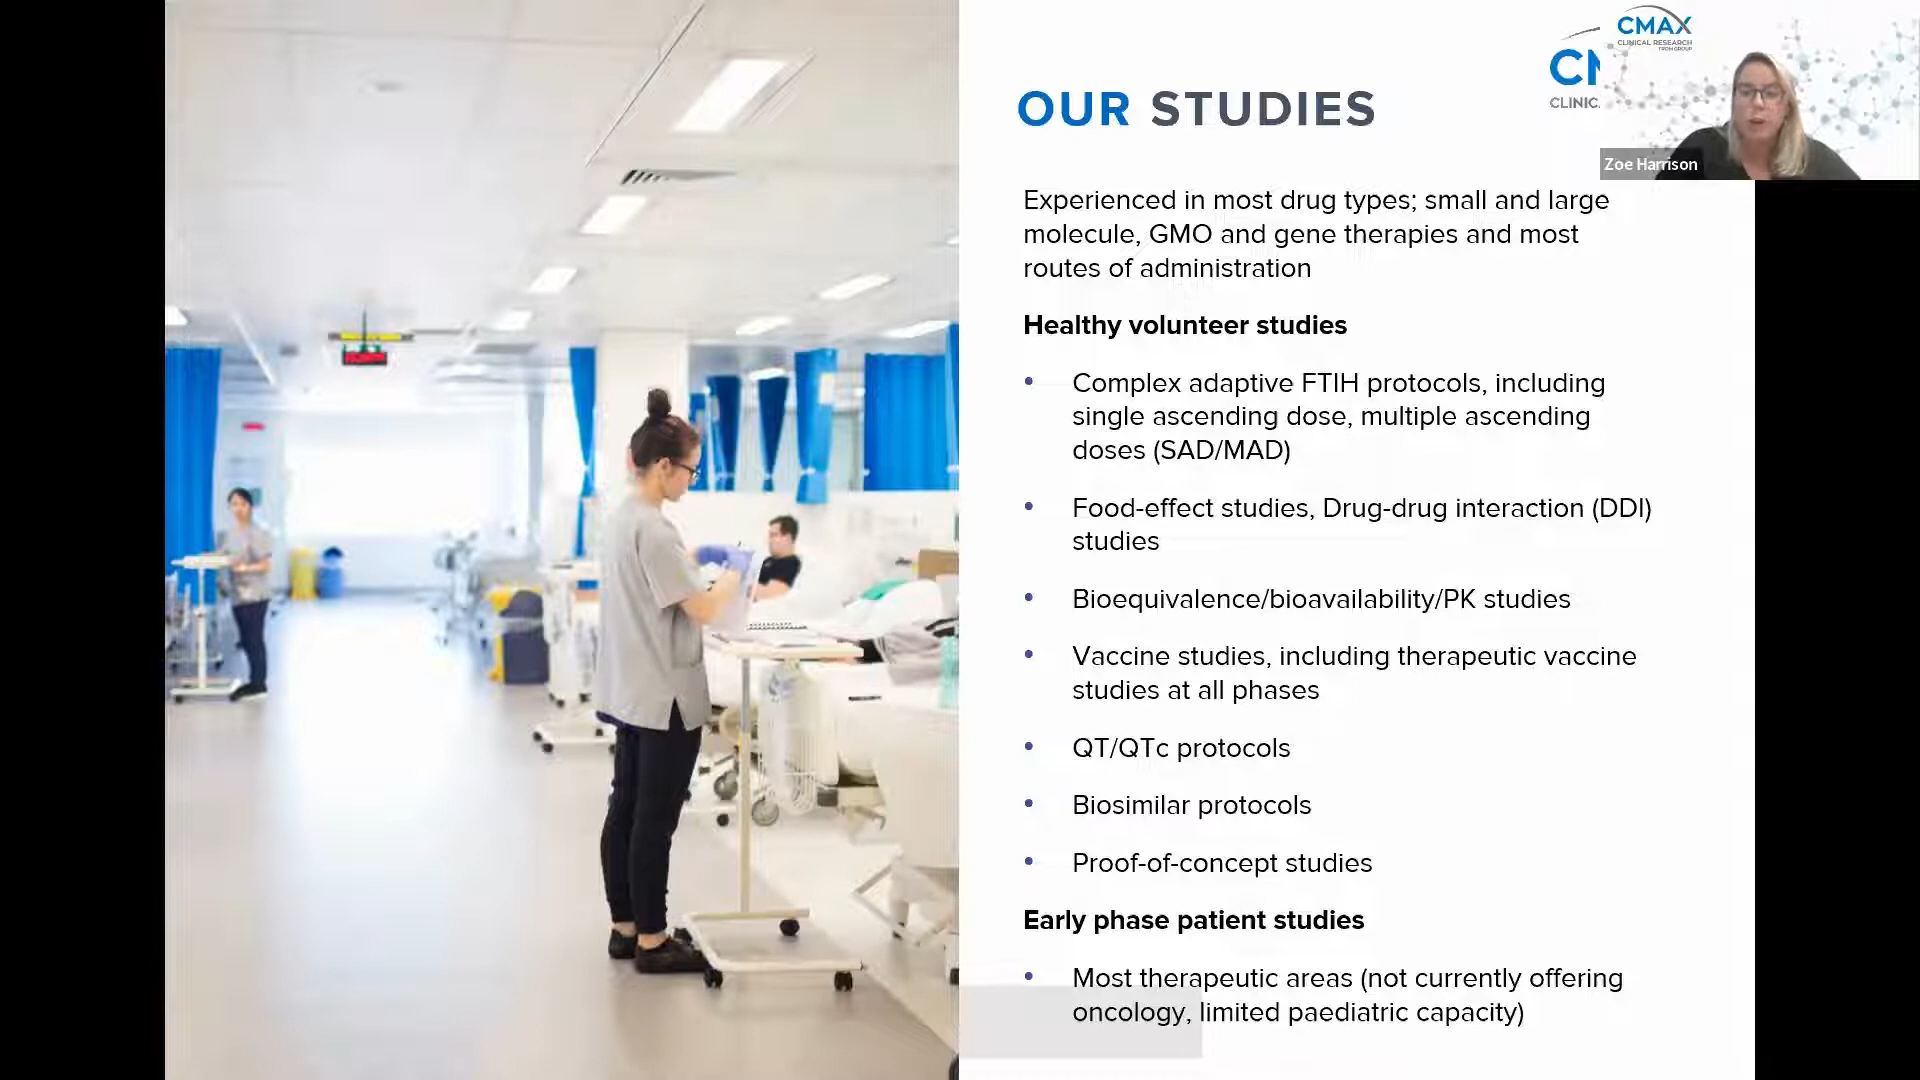 OUR STUDIES
CMAX
CLINICAL RESEARCH
Zoe Harrison
Experienced in most drug types; small and large
molecule, GMO and gene therapies and most
routes of administration
Healthy volunteer studies
• Complex adaptive FTIH protocols, including
single ascending dose, multiple ascending
doses (SAD/MAD)
• Food-effect studies, Drug-drug interaction (DDI)
studies
• Bioequivalence/bioavailability/PK studies
• Vaccine studies, including therapeutic vaccine
studies at all phases
• QT/QTc protocols
• Biosimilar protocols
• Proof-of-concept studies
Early phase patient studies
• Most therapeutic areas (not currently offering
oncology, limited paediatric capacity)